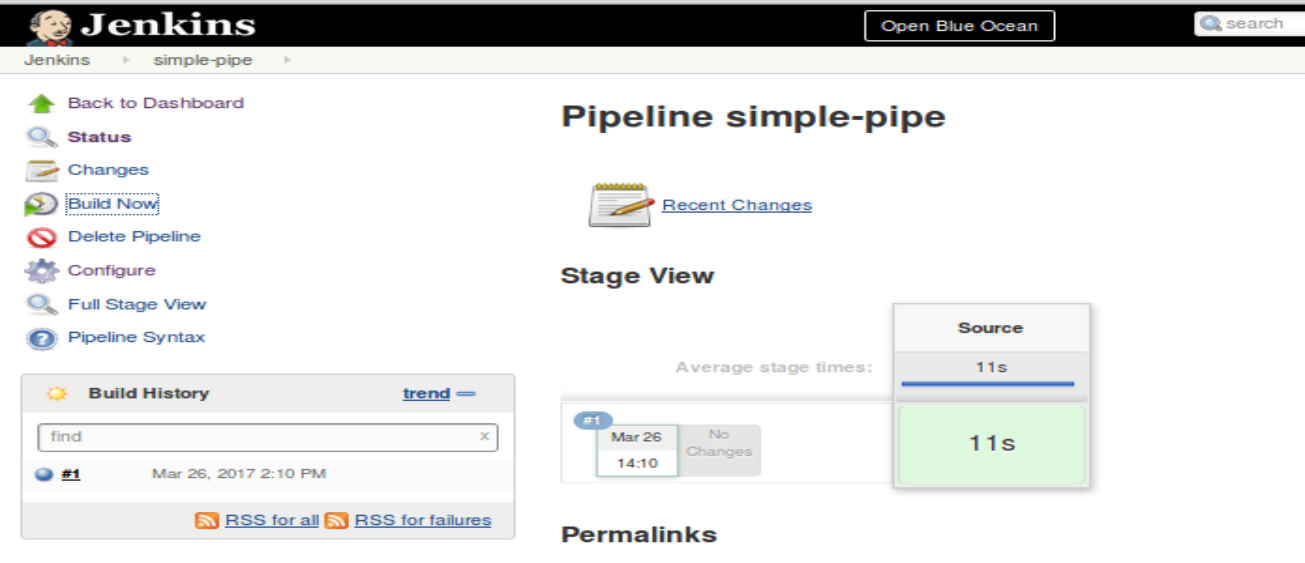 Jenkins
Open Blue Ocean
search
Jenkins simple-pipe
Back to Dashboard
Status
Changes
Build Now
Delete Pipeline
Configure
Full Stage View
Pipeline Syntax
Build History trend
find x
#1 Mar 26, 2017 2:10 PM
RSS for all RSS for failures
Pipeline simple-pipe
Recent Changes
Stage View
Source
Average stage times: 11s
#1
Mar 26
14:10
No
Changes
11s
Permalinks